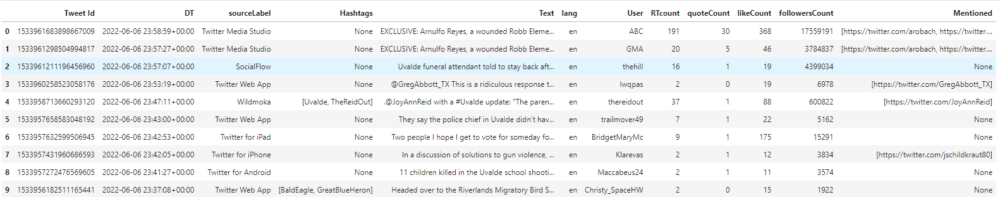 Tweet Id DT sourceLabel Hashtags Text lang User RTcount quoteCount likeCount followersCount Mentioned
0 1533961683898667009 2022-06-06 23:58:59+00:00 Twitter Media Studio None EXCLUSIVE: Arnulfo Reyes, a wounded Robb Eleme... en ABC 191 30 368 17559191 [https://twitter.com/arobach, https://twitter....
1 1533961298504994817 2022-06-06 23:57:27+00:00 Twitter Media Studio None EXCLUSIVE: Arnulfo Reyes, a wounded Robb Eleme... en GMA 20 5 46 3784837 [https://twitter.com/arobach, https://twitter....
2 1533961211196456960 2022-06-06 23:57:07+00:00 SocialFlow None Uvalde funeral attendant told to stay back aft... en thehill 16 1 19 4399034 None
3 1533960258523058176 2022-06-06 23:53:19+00:00 Twitter Web App None @GregAbbott_TX This is a ridiculous response t... en lwqpas 2 0 19 6978 [https://twitter.com/GregAbbott_TX]
4 1533958713660293120 2022-06-06 23:47:11+00:00 Wildmoka [Uvalde, TheReidOut] .@JoyAnnReid with a #Uvalde update: "The paren... en thereidout 37 1 88 600822 [https://twitter.com/JoyAnnReid]
5 1533957658583048192 2022-06-06 23:43:00+00:00 Twitter Web App None They say the police chief in Uvalde didn't hav... en trailmover49 7 1 22 5162 None
6 1533957632599506945 2022-06-06 23:42:53+00:00 Twitter for iPad None Two people I hope I get to vote for someday fo... en BridgetMaryMc 9 1 175 15291 None
7 1533957431960686593 2022-06-06 23:42:05+00:00 Twitter for iPhone None In a discussion of solutions to gun violence, ... en Klarevas 2 1 12 3834 [https://twitter.com/jschildkraut80]
8 1533957272476569605 2022-06-06 23:41:27+00:00 Twitter for Android None 11 children killed in the Uvalde school shooti... en Maccabeus24 2 1 11 3574 None
9 1533956182511165441 2022-06-06 23:37:08+00:00 Twitter Web App [BaldEagle, GreatBlueHeron] Headed over to the Riverlands Migratory Bird S... en Christy_SpaceHW 2 0 15 1922 None